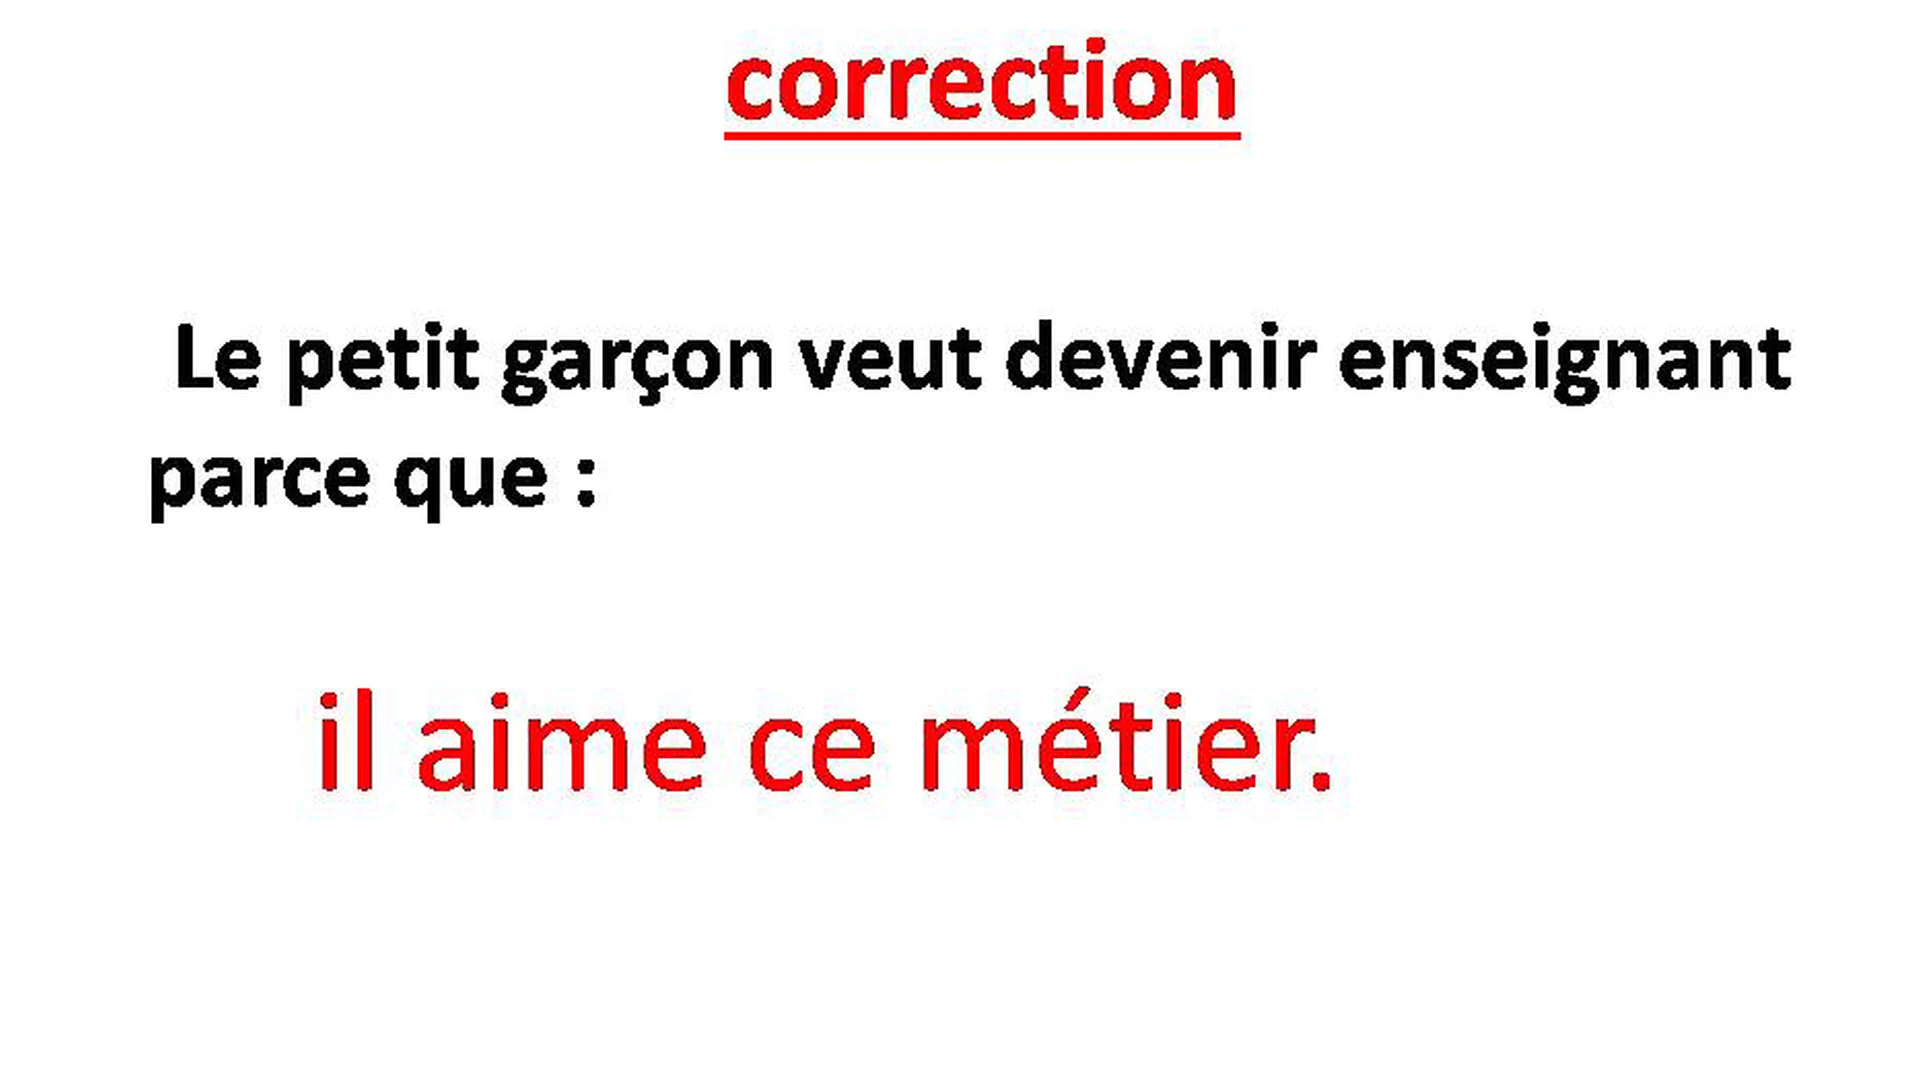 correction
Le petit garçon veut devenir enseignant
parce que :
il aime ce métier.